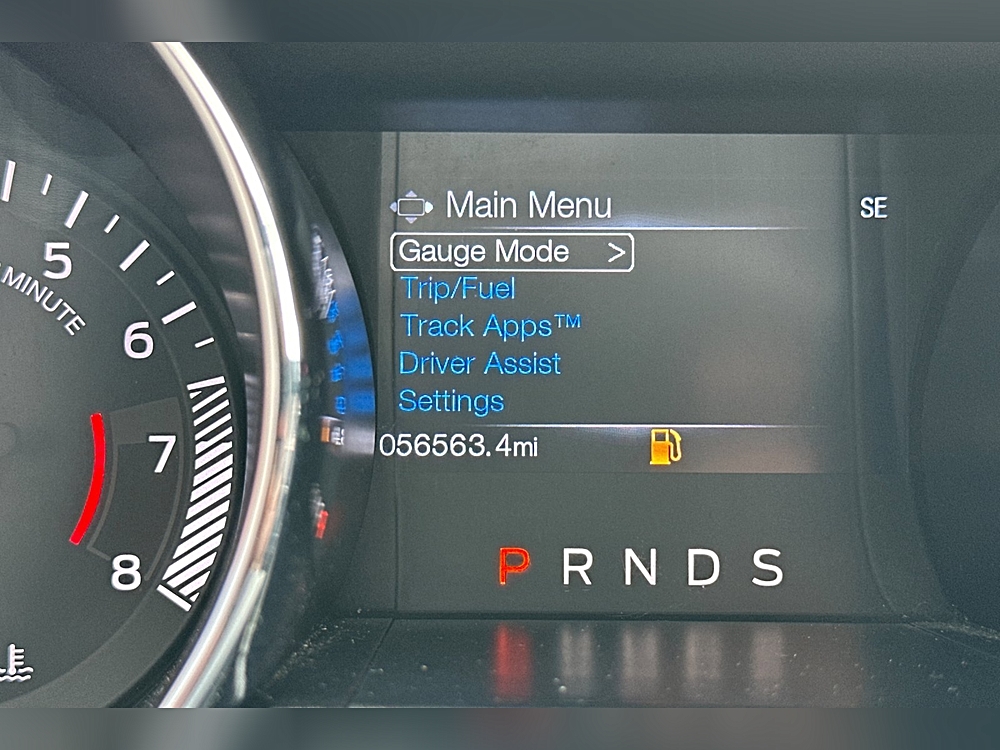 Main Menu
SE
Gauge Mode >
Trip/Fuel
Track Apps™
Driver Assist
Settings
056563.4mi
P R N D S
5
MINUTE
6
7
8